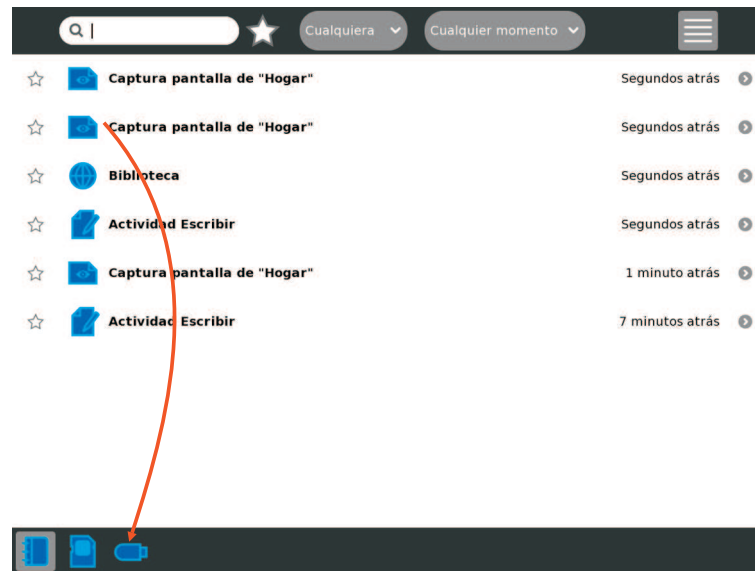 Cualquiera Cualquier momento
Captura pantalla de "Hogar" Segundos atrás
Captura pantalla de "Hogar" Segundos atrás
Biblioteca Segundos atrás
Actividad Escribir Segundos atrás
Captura pantalla de "Hogar" 1 minuto atrás
Actividad Escribir 7 minutos atrás